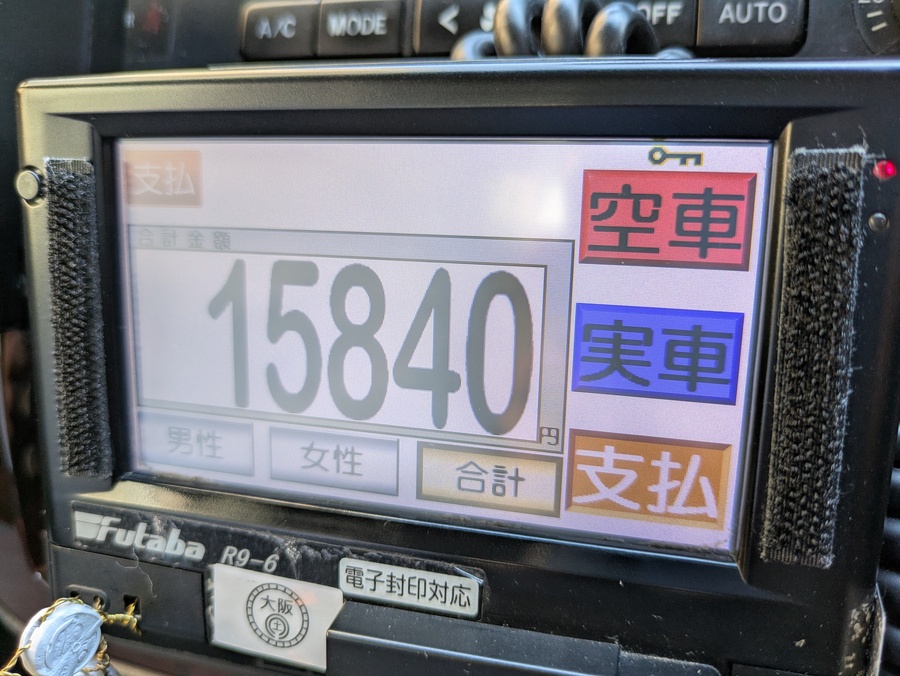 A/C
MODE
OFF
AUTO
支払
空車
合計金額
15840
円
実車
男性
女性
合計
支払
Futaba
R9-6
電子封印対応
大阪